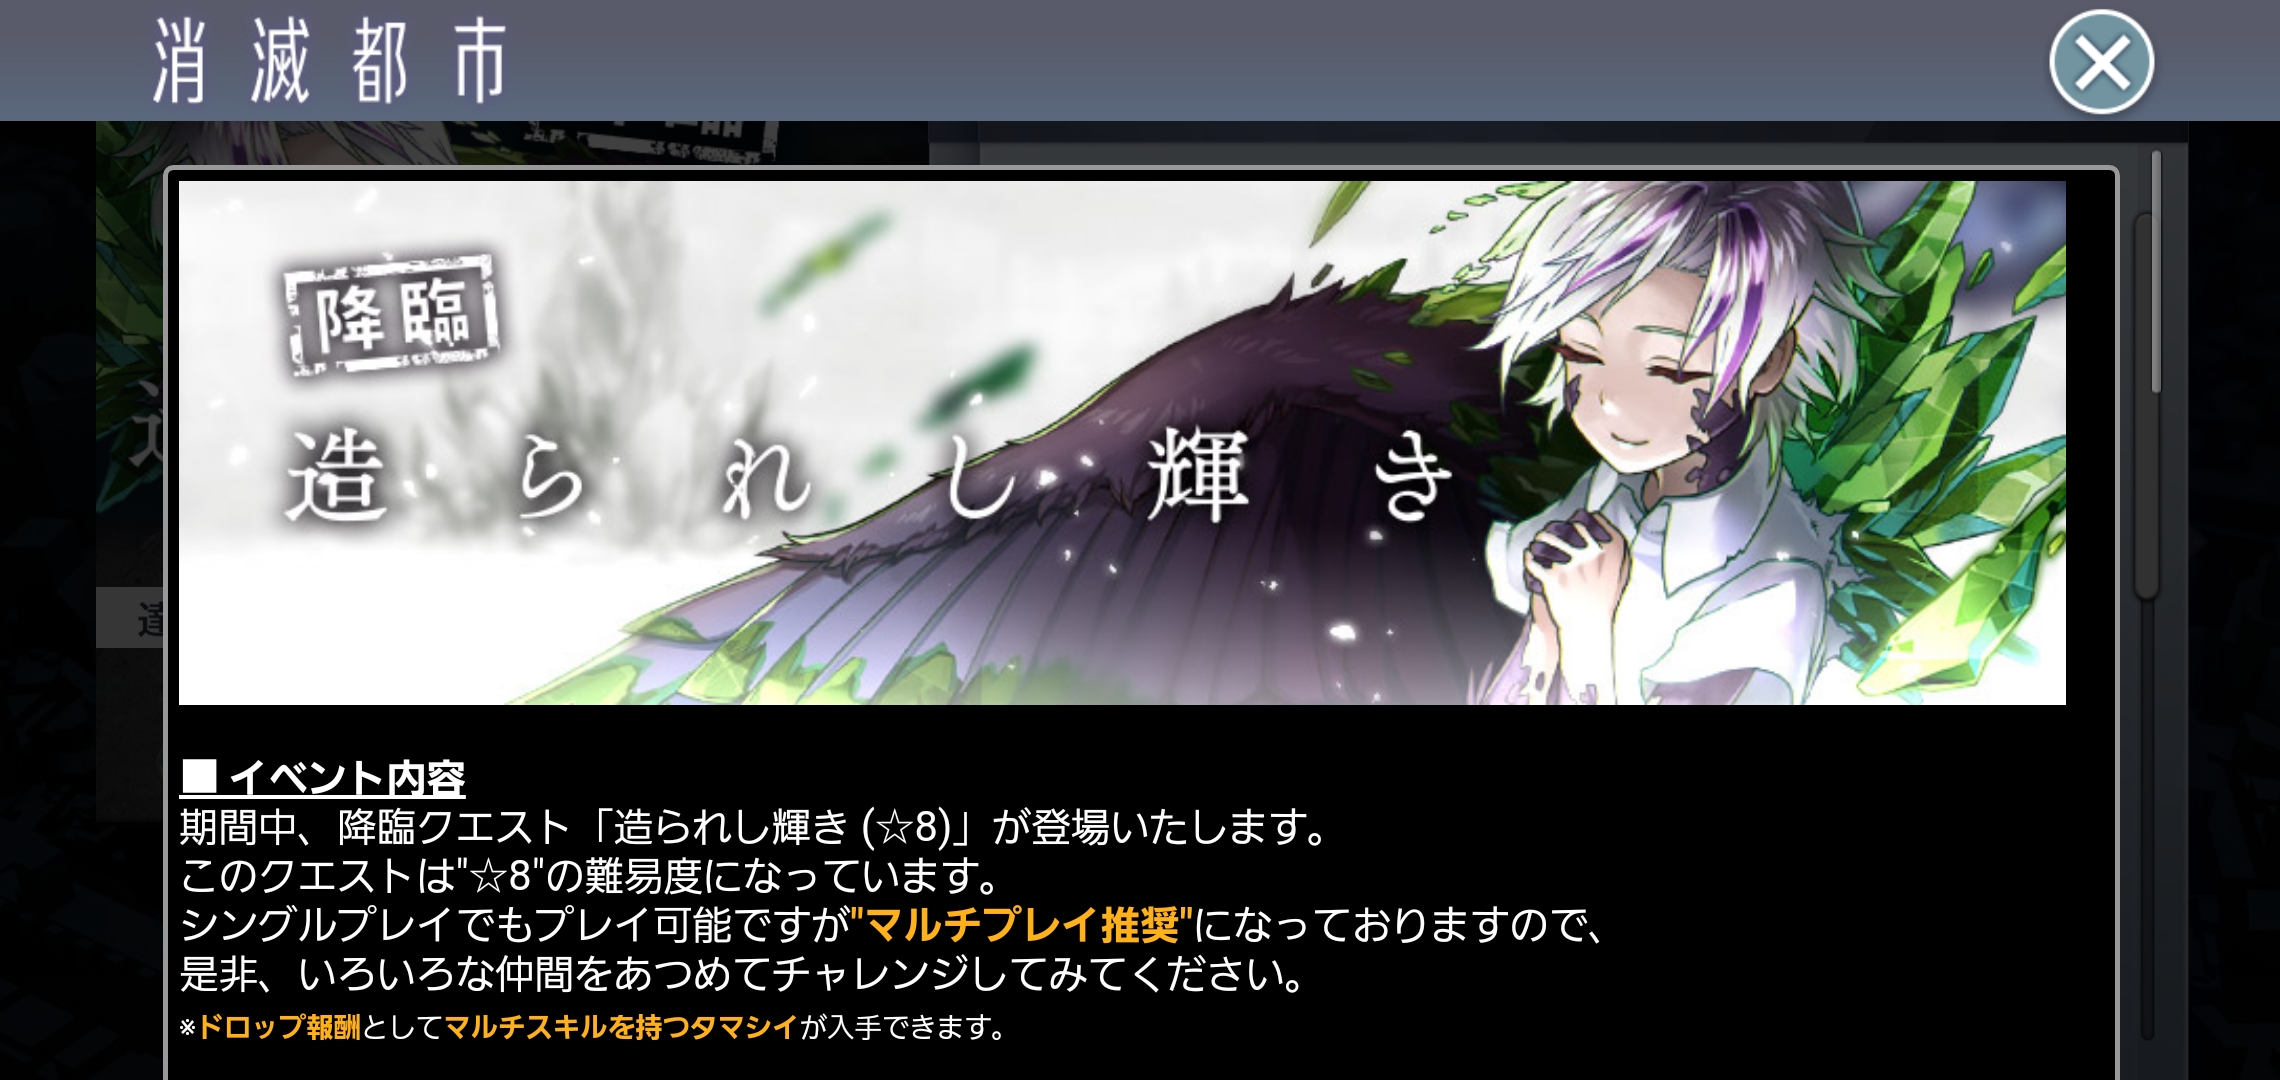 消滅都市
降臨
造られし輝き
■ イベント内容
期間中、降臨クエスト「造られし輝き (☆8)」が登場いたします。
このクエストは"☆8"の難易度になっています。
シングルプレイでもプレイ可能ですが"マルチプレイ推奨"になっておりますので、
是非、いろいろな仲間をあつめてチャレンジしてみてください。
※ドロップ報酬としてマルチスキルを持つタマシイが入手できます。